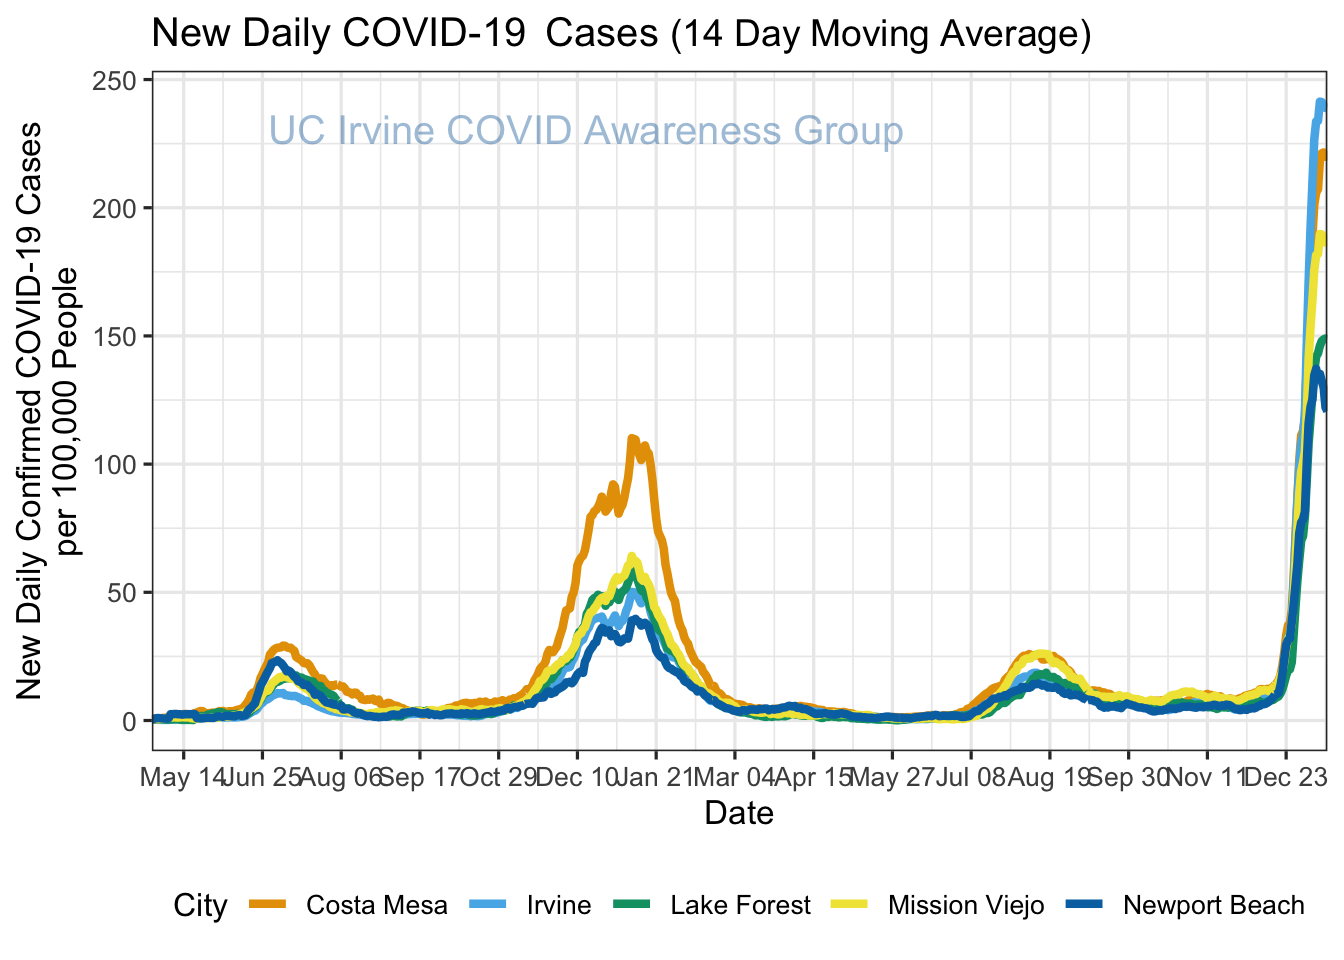 New Daily COVID-19 Cases (14 Day Moving Average)
UC Irvine COVID Awareness Group
New Daily Confirmed COVID-19 Cases
per 100,000 People
250
200
150
100
50
0
May 14 Jun 25 Aug 06 Sep 17 Oct 29 Dec 10 Jan 21 Mar 04 Apr 15 May 27 Jul 08 Aug 19 Sep 30 Nov 11 Dec 23
Date
City Costa Mesa Irvine Lake Forest Mission Viejo Newport Beach